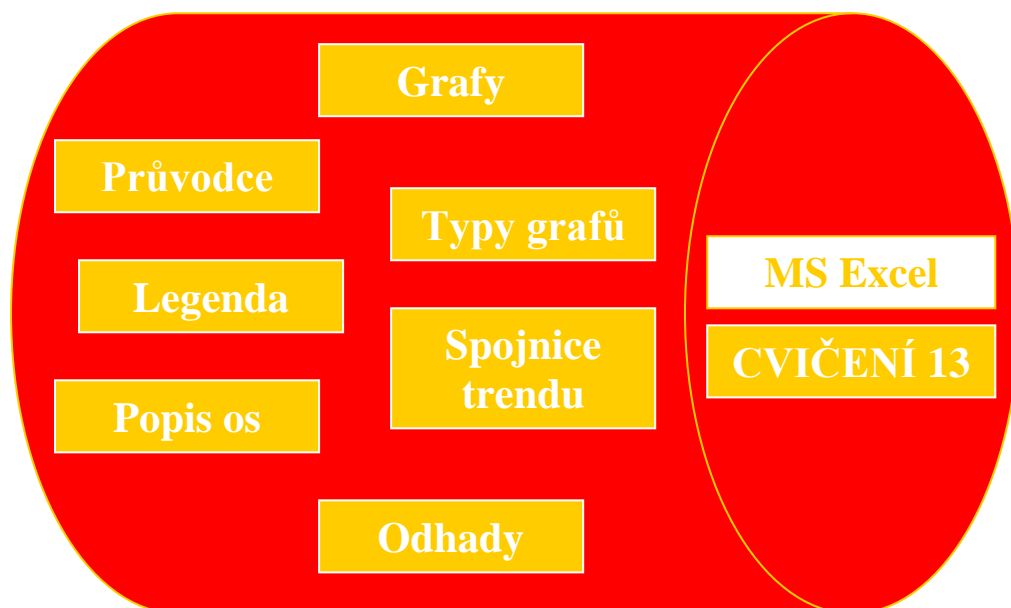 Grafy
Průvodce
Typy grafů
Legenda
Spojnice
trendu
Popis os
Odhady
MS Excel
CVIČENÍ 13